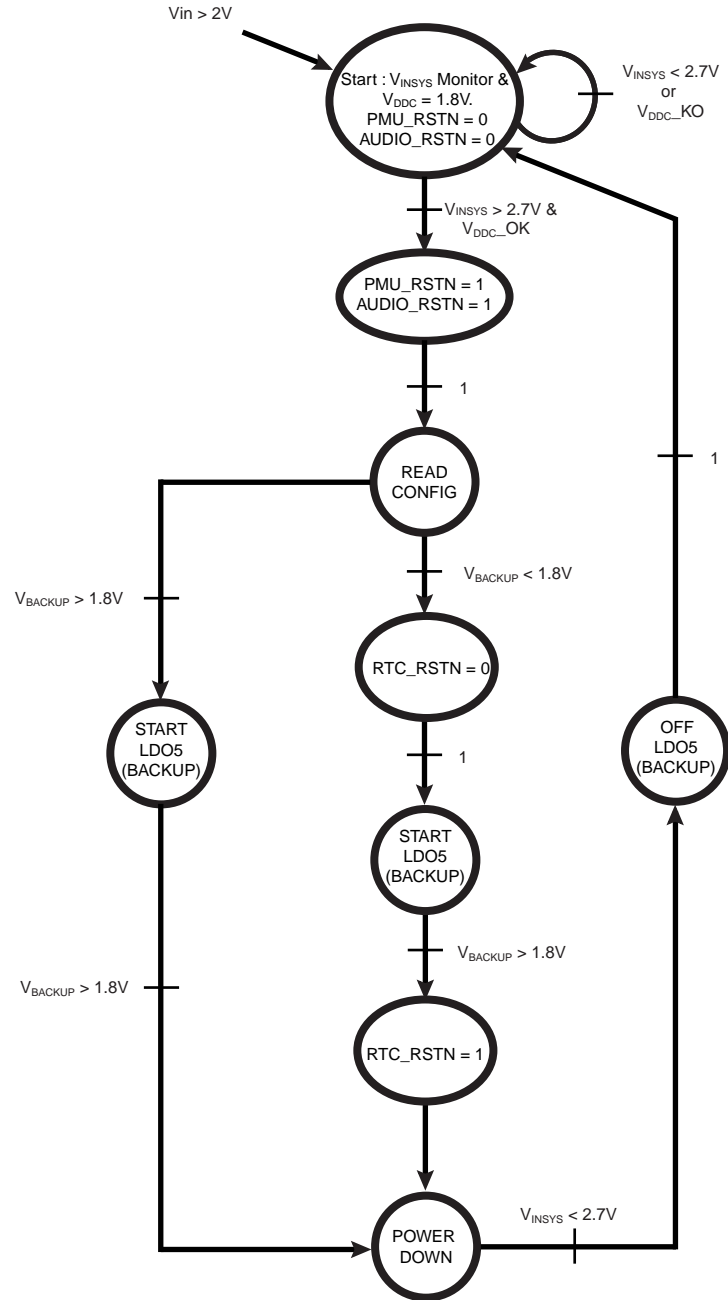 Vin > 2V
Start : VINSYS Monitor &
VDDC = 1.8V.
PMU_RSTN = 0
AUDIO_RSTN = 0
VINSYS < 2.7V
or
VDDC_KO
VINSYS > 2.7V &
VDDC_OK
PMU_RSTN = 1
AUDIO_RSTN = 1
1
READ
CONFIG
1
VBACKUP < 1.8V
VBACKUP > 1.8V
RTC_RSTN = 0
START
LDO5
(BACKUP)
OFF
LDO5
(BACKUP)
1
START
LDO5
(BACKUP)
VBACKUP > 1.8V
VBACKUP > 1.8V
RTC_RSTN = 1
POWER
DOWN
VINSYS < 2.7V